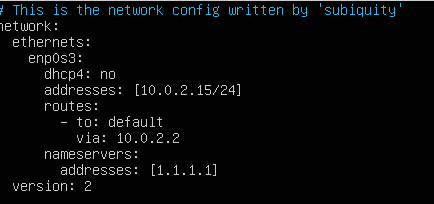 # This is the network config written by 'subiquity'
network:
  ethernets:
    enp0s3:
      dhcp4: no
      addresses: [10.0.2.15/24]
      routes:
        - to: default
          via: 10.0.2.2
      nameservers:
        addresses: [1.1.1.1]
  version: 2